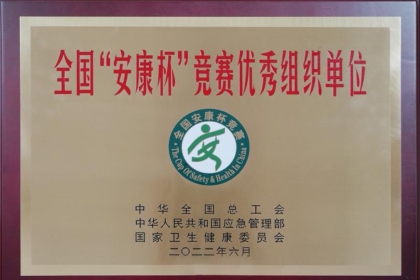 全国“安康杯”竞赛优秀组织单位
全国安康杯竞赛
安
The Cup Of Safety & Health In China
中华全国总工会
中华人民共和国应急管理部
国家卫生健康委员会
二〇二二年六月